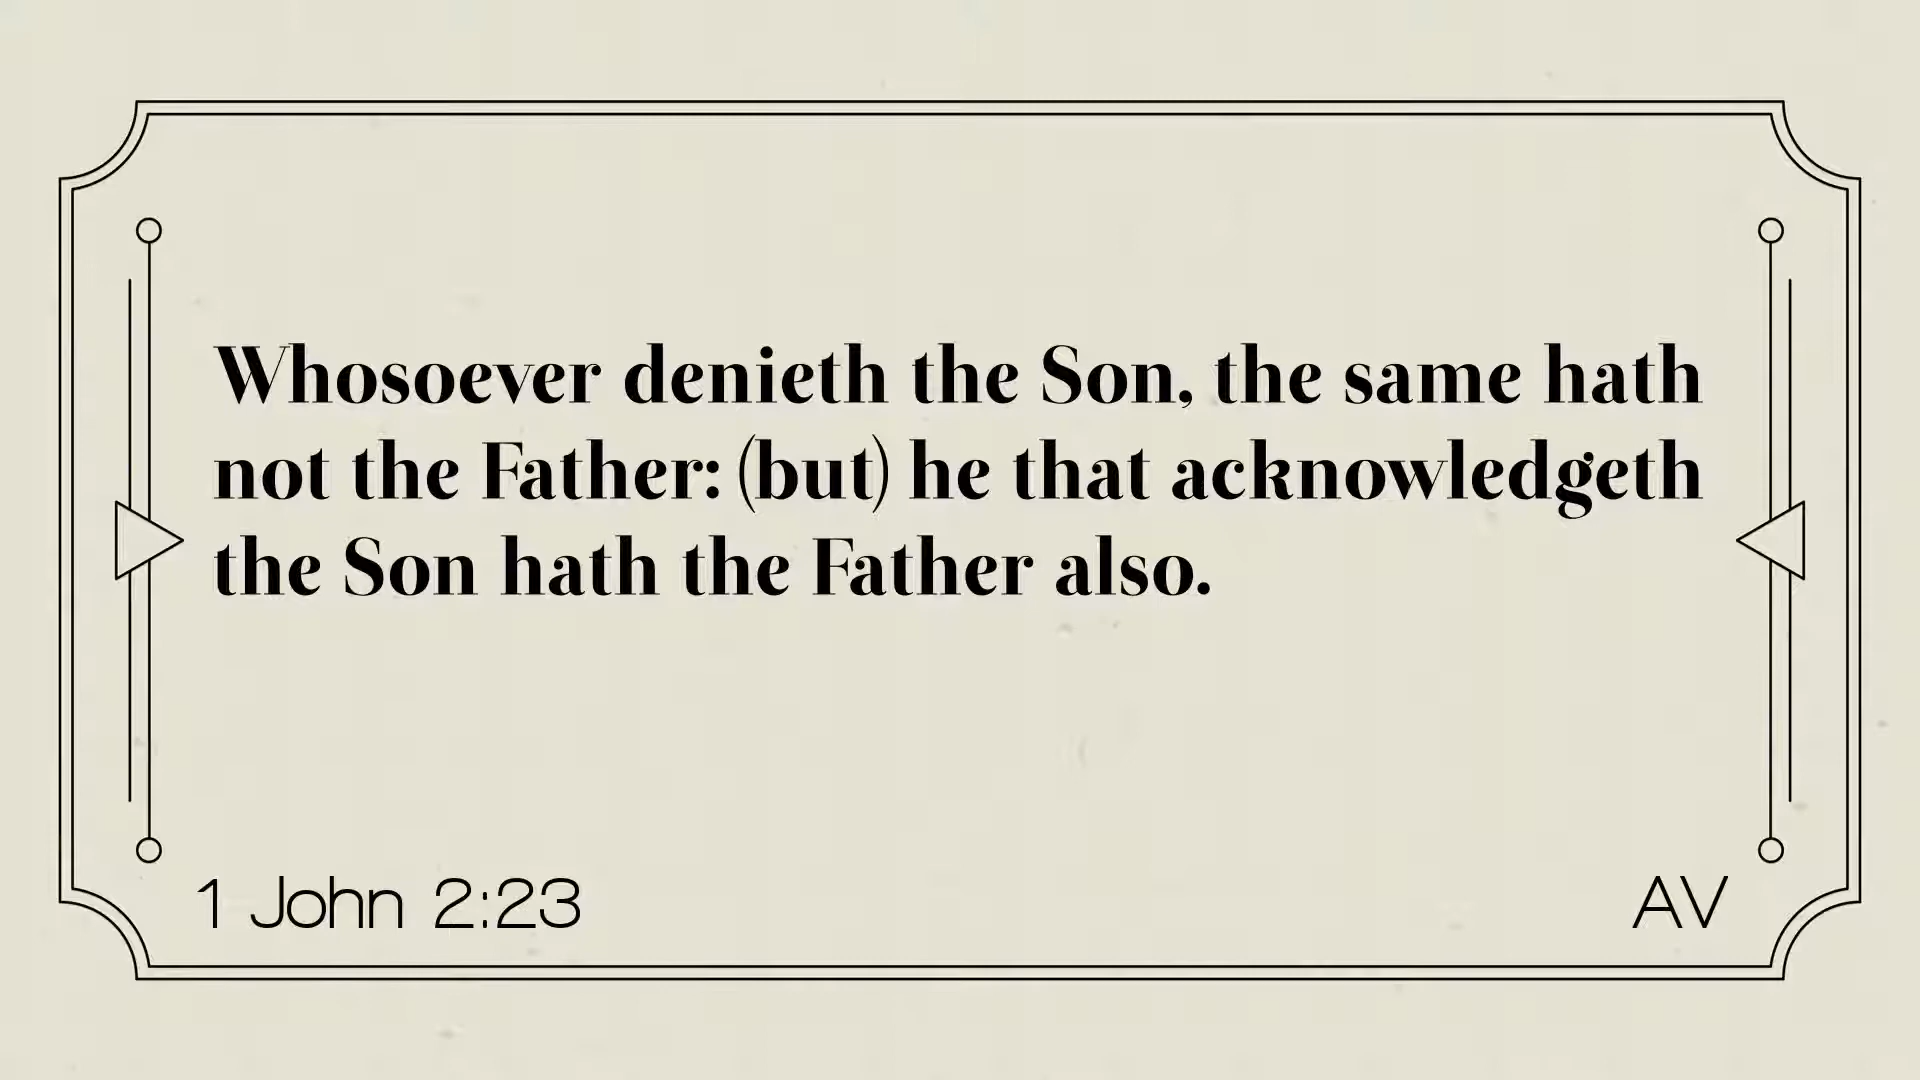 Whosoever denieth the Son, the same hath
not the Father: (but) he that acknowledgeth
the Son hath the Father also.
1 John 2:23
AV